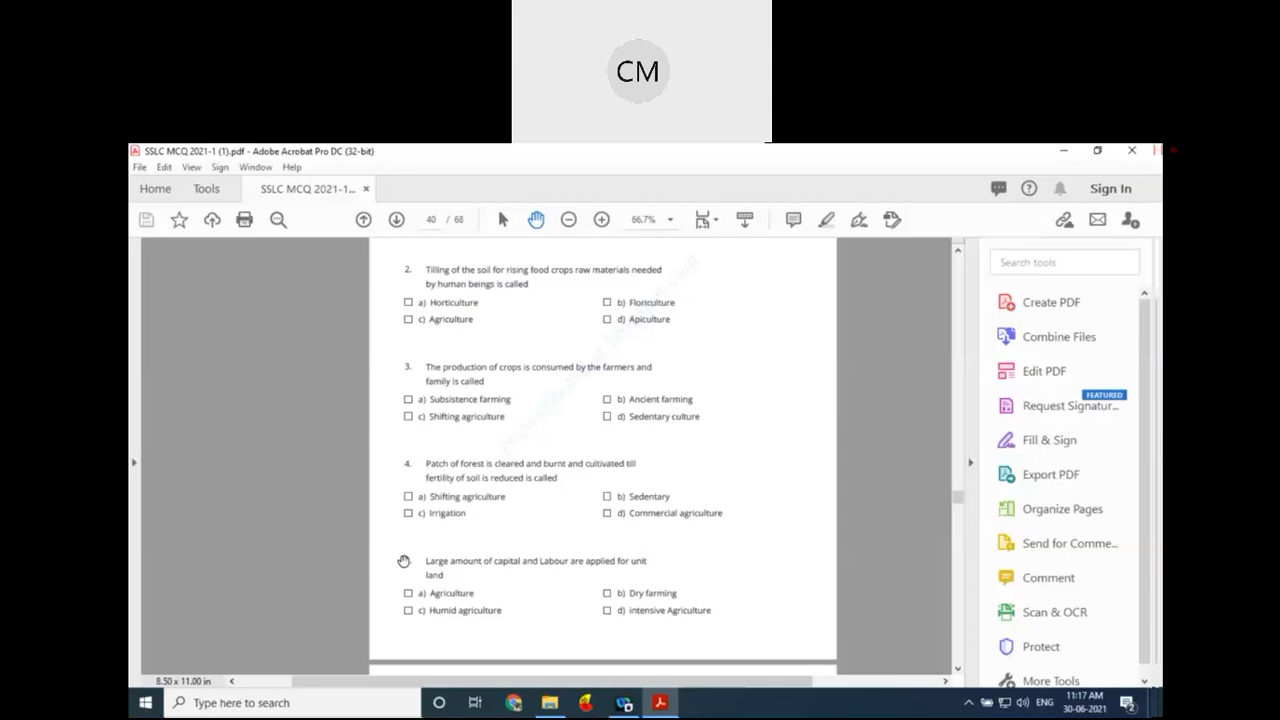 CM
SSLC MCQ 2021-1 (1).pdf - Adobe Acrobat Pro DC (32-bit)
File Edit View Sign Window Help
Home Tools SSLC MCQ 2021-1... × Sign In
40 / 68 66.7%
2. Tilling of the soil for rising food crops raw materials needed
by human beings is called
a) Horticulture b) Floriculture
c) Agriculture d) Apiculture
3. The production of crops is consumed by the farmers and
family is called
a) Subsistence farming b) Ancient farming
c) Shifting agriculture d) Sedentary culture
4. Patch of forest is cleared and burnt and cultivated till
fertility of soil is reduced is called
a) Shifting agriculture b) Sedentary
c) Irrigation d) Commercial agriculture
Large amount of capital and Labour are applied for unit
land
a) Agriculture b) Dry farming
c) Humid agriculture d) intensive Agriculture
8.50 x 11.00 in
Search tools
Create PDF
Combine Files
Edit PDF
FEATURED
Request Signatur...
Fill & Sign
Export PDF
Organize Pages
Send for Comme...
Comment
Scan & OCR
Protect
More Tools
Type here to search
ENG
11:17 AM
30-06-2021
2